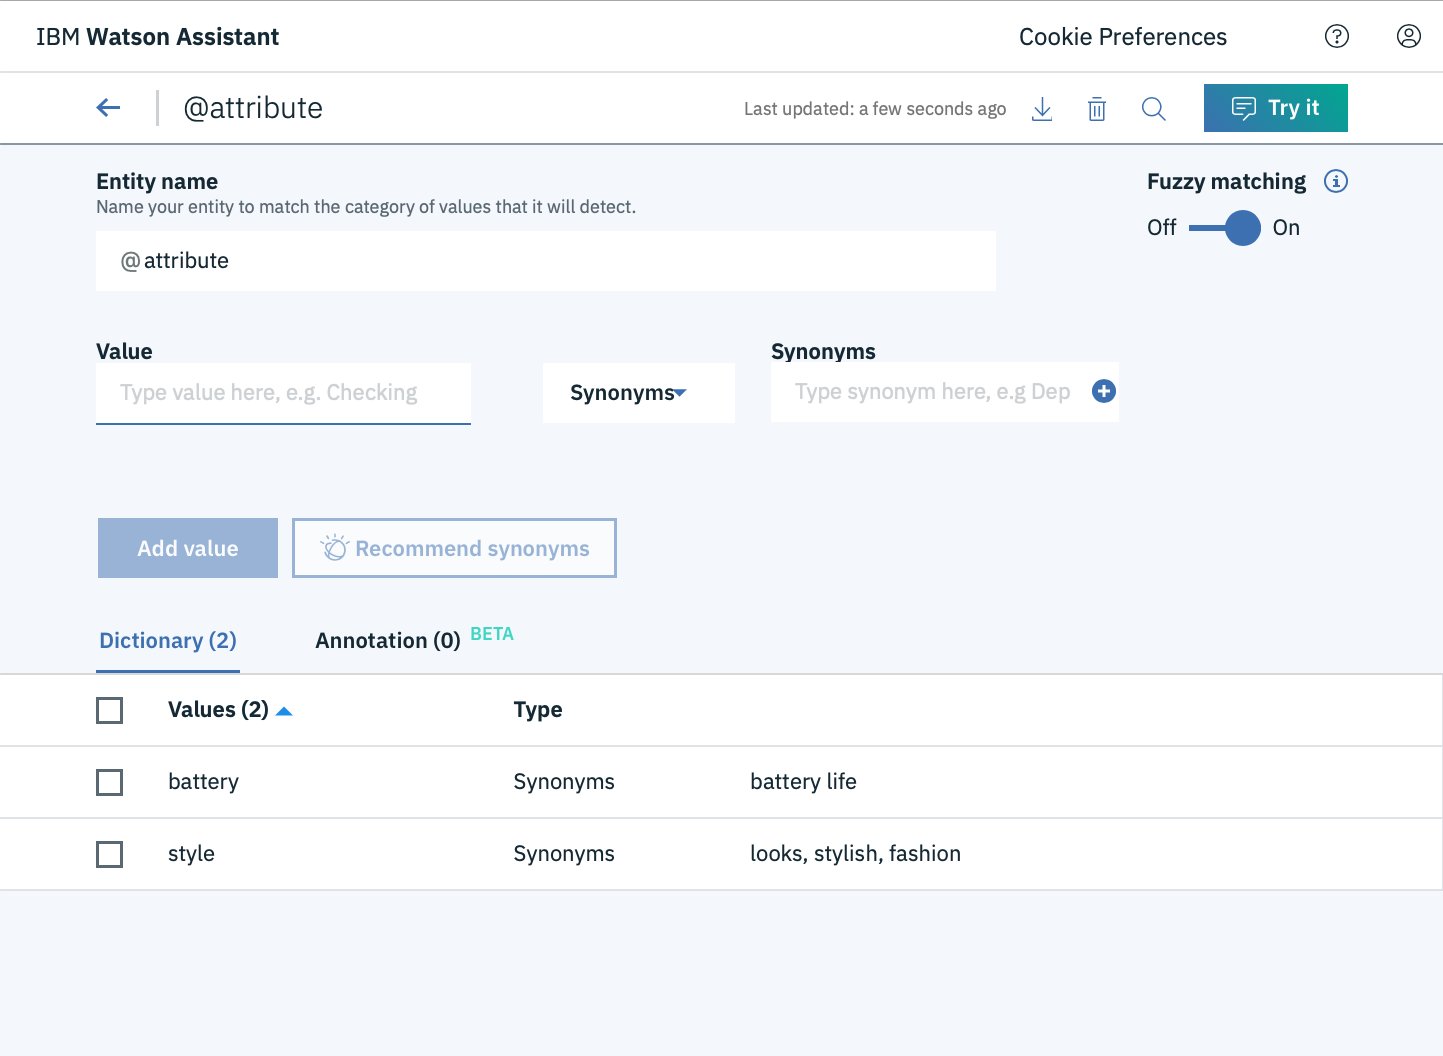 IBM Watson Assistant Cookie Preferences
@attribute Last updated: a few seconds ago Try it
Entity name Fuzzy matching
Name your entity to match the category of values that it will detect.
Off On
@attribute
Value Synonyms
Type value here, e.g. Checking Synonyms Type synonym here, e.g Dep
Add value Recommend synonyms
Dictionary (2) Annotation (0) BETA
Values (2) Type
battery Synonyms battery life
style Synonyms looks, stylish, fashion